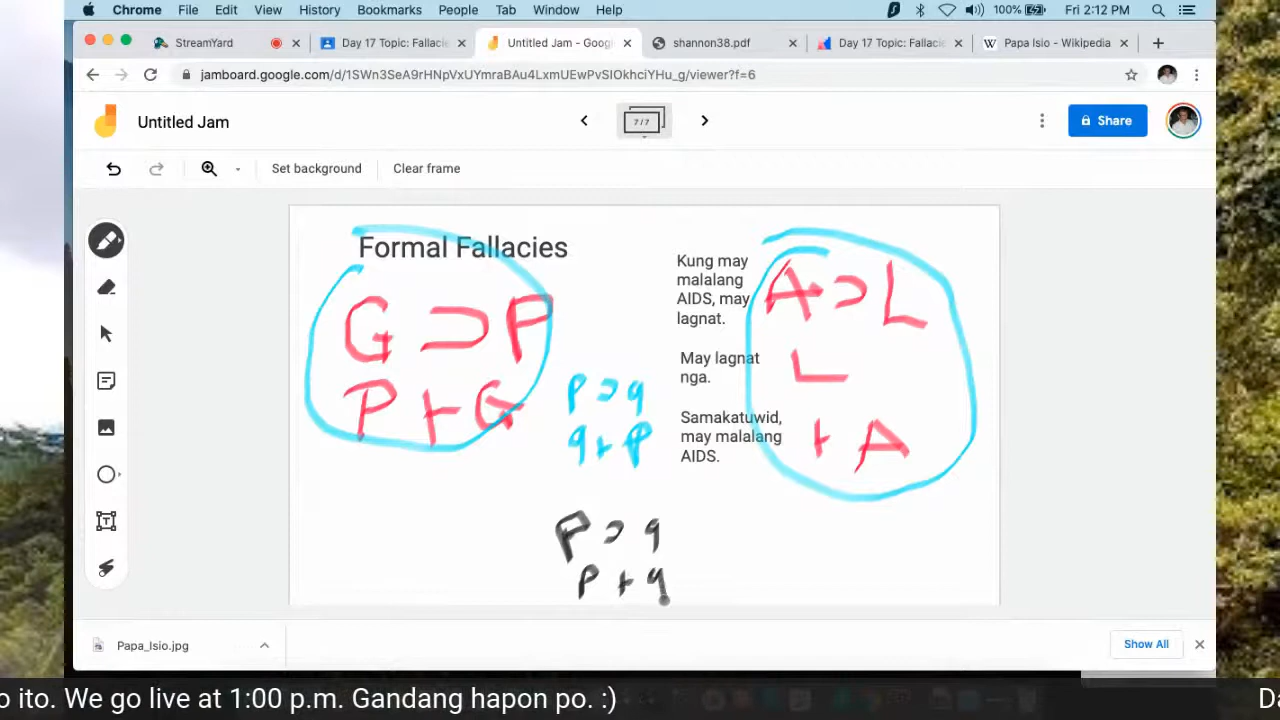 Chrome File Edit View History Bookmarks People Tab Window Help 100% Fri 2:12 PM
StreamYard Day 17 Topic: Fallacie Untitled Jam - Goog shannon38.pdf Day 17 Topic: Fallacie Papa Isio - Wikipedia
jamboard.google.com/d/1SWn3SeA9rHNpVxUYmraBAu4LxmUEwPvSIOkhciYHu_g/viewer?f=6
Untitled Jam
7 / 7
Share
Set background Clear frame
Formal Fallacies
G ⊃ P
P ⊢ G
p ⊃ q
q ⊢ p
P ⊃ q
p ⊢ q
Kung may
malalang
AIDS, may
lagnat.
May lagnat
nga.
Samakatuwid,
may malalang
AIDS.
A ⊃ L
L
⊢ A
Papa_Isio.jpg
Show All
o ito. We go live at 1:00 p.m. Gandang hapon po. :) Da